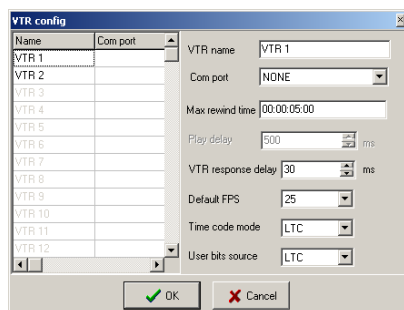 VTR config
Name Com port
VTR 1
VTR 2
VTR 3
VTR 4
VTR 5
VTR 6
VTR 7
VTR 8
VTR 9
VTR 10
VTR 11
VTR 12
VTR name VTR 1
Com port NONE
Max rewind time 00:00:05:00
Play delay 500 ms
VTR response delay 30 ms
Default FPS 25
Time code mode LTC
User bits source LTC
OK Cancel